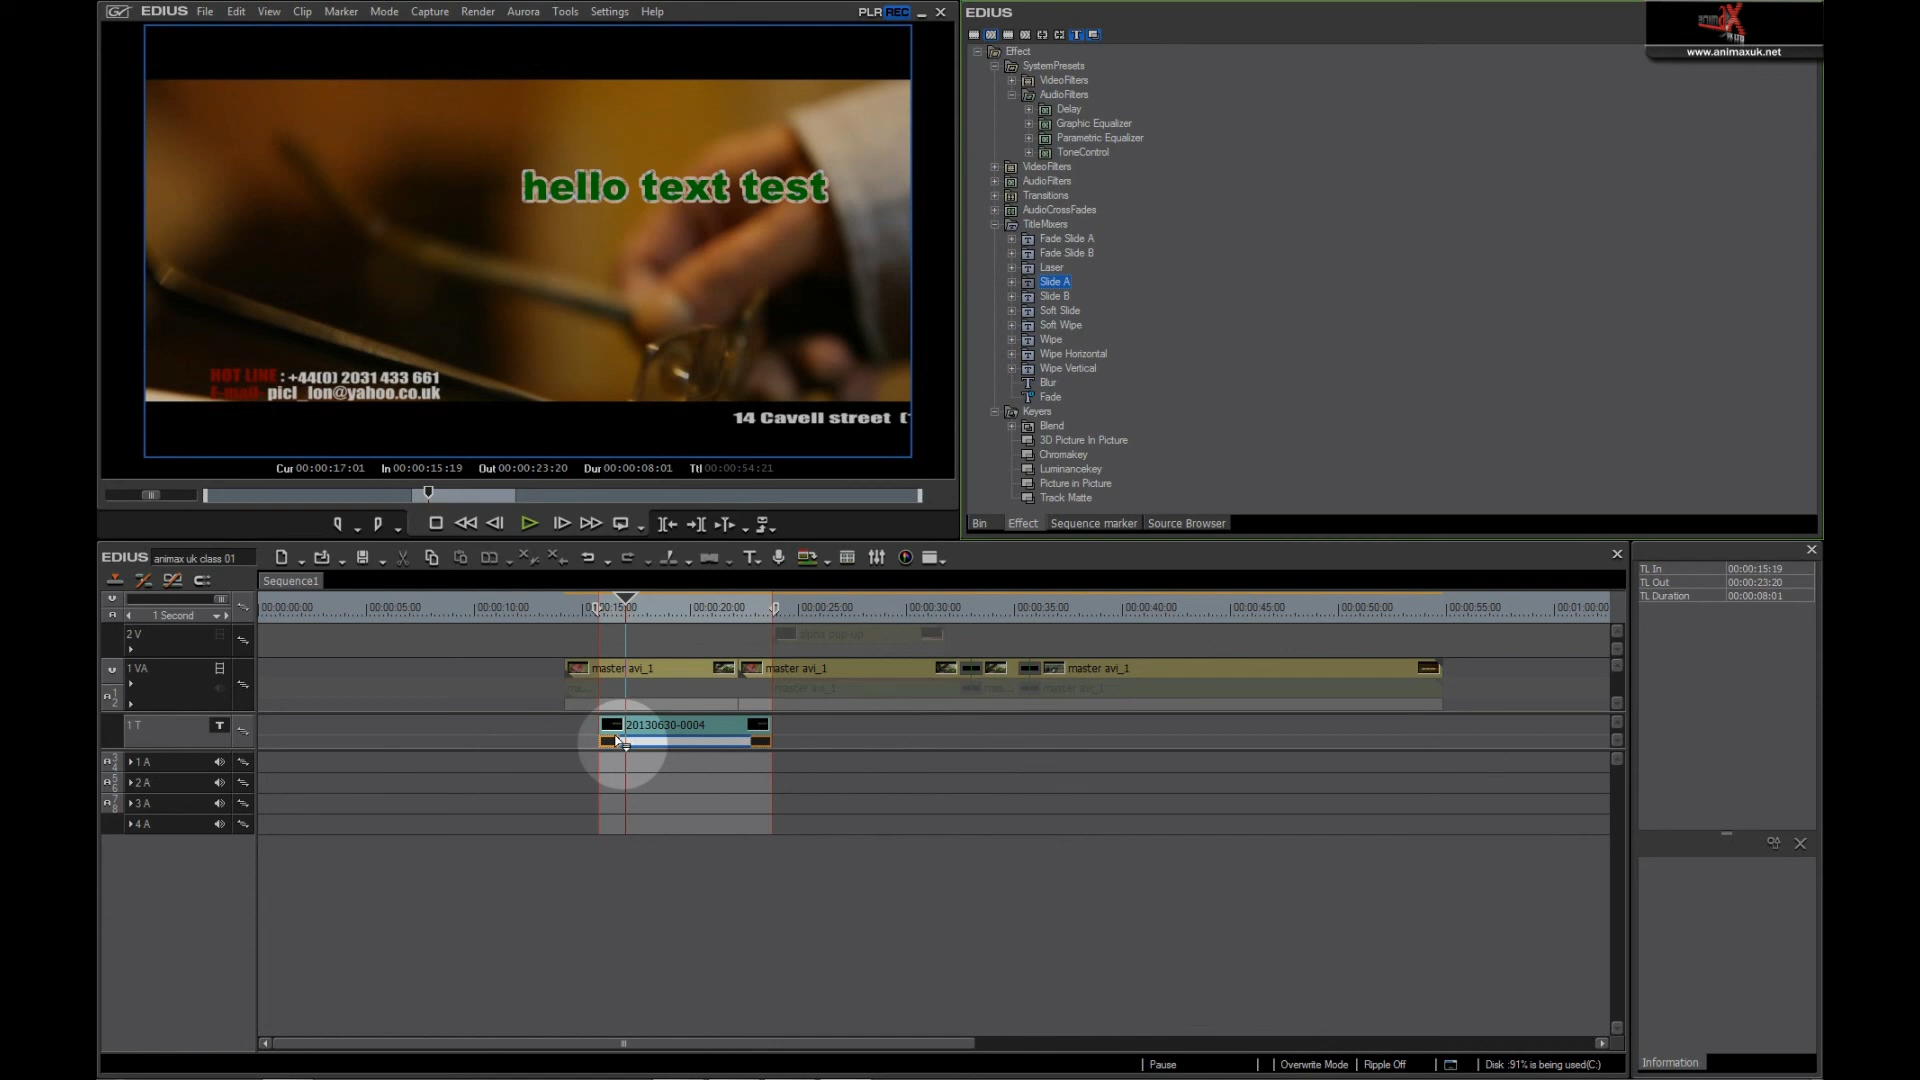 EDIUS File Edit View Clip Marker Mode Capture Render Aurora Tools Settings Help PLR REC
hello text test
HOT LINE : +44(0) 2031 433 661
E-mail- picl_lon@yahoo.co.uk
14 Cavell street (
Cur 00:00:17:01 In 00:00:15:19 Out 00:00:23:20 Dur 00:00:08:01 Ttl 00:00:54:21
EDIUS
www.animaxuk.net
Effect
SystemPresets
VideoFilters
AudioFilters
Delay
Graphic Equalizer
Parametric Equalizer
ToneControl
VideoFilters
AudioFilters
Transitions
AudioCrossFades
TitleMixers
Fade Slide A
Fade Slide B
Laser
Slide A
Slide B
Soft Slide
Soft Wipe
Wipe
Wipe Horizontal
Wipe Vertical
Blur
Fade
Keyers
Blend
3D Picture In Picture
Chromakey
Luminancekey
Picture in Picture
Track Matte
Bin Effect Sequence marker Source Browser
EDIUS animax uk class 01
Sequence1
1 Second
00:00:00:00 00:00:05:00 00:00:10:00 00:00:15:00 00:00:20:00 00:00:25:00 00:00:30:00 00:00:35:00 00:00:40:00 00:00:45:00 00:00:50:00 00:00:55:00 00:01:00:00
2 V alpha pop-up
1 VA master avi_1 master avi_1 master avi_1
1 2 ma... master avi_1 mas... master avi_1
1 T T 20130630-0004
3 4 1 A
5 6 2 A
7 8 3 A
4 A
TL In 00:00:15:19
TL Out 00:00:23:20
TL Duration 00:00:08:01
Information
Pause Overwrite Mode Ripple Off Disk :91% is being used(C:)